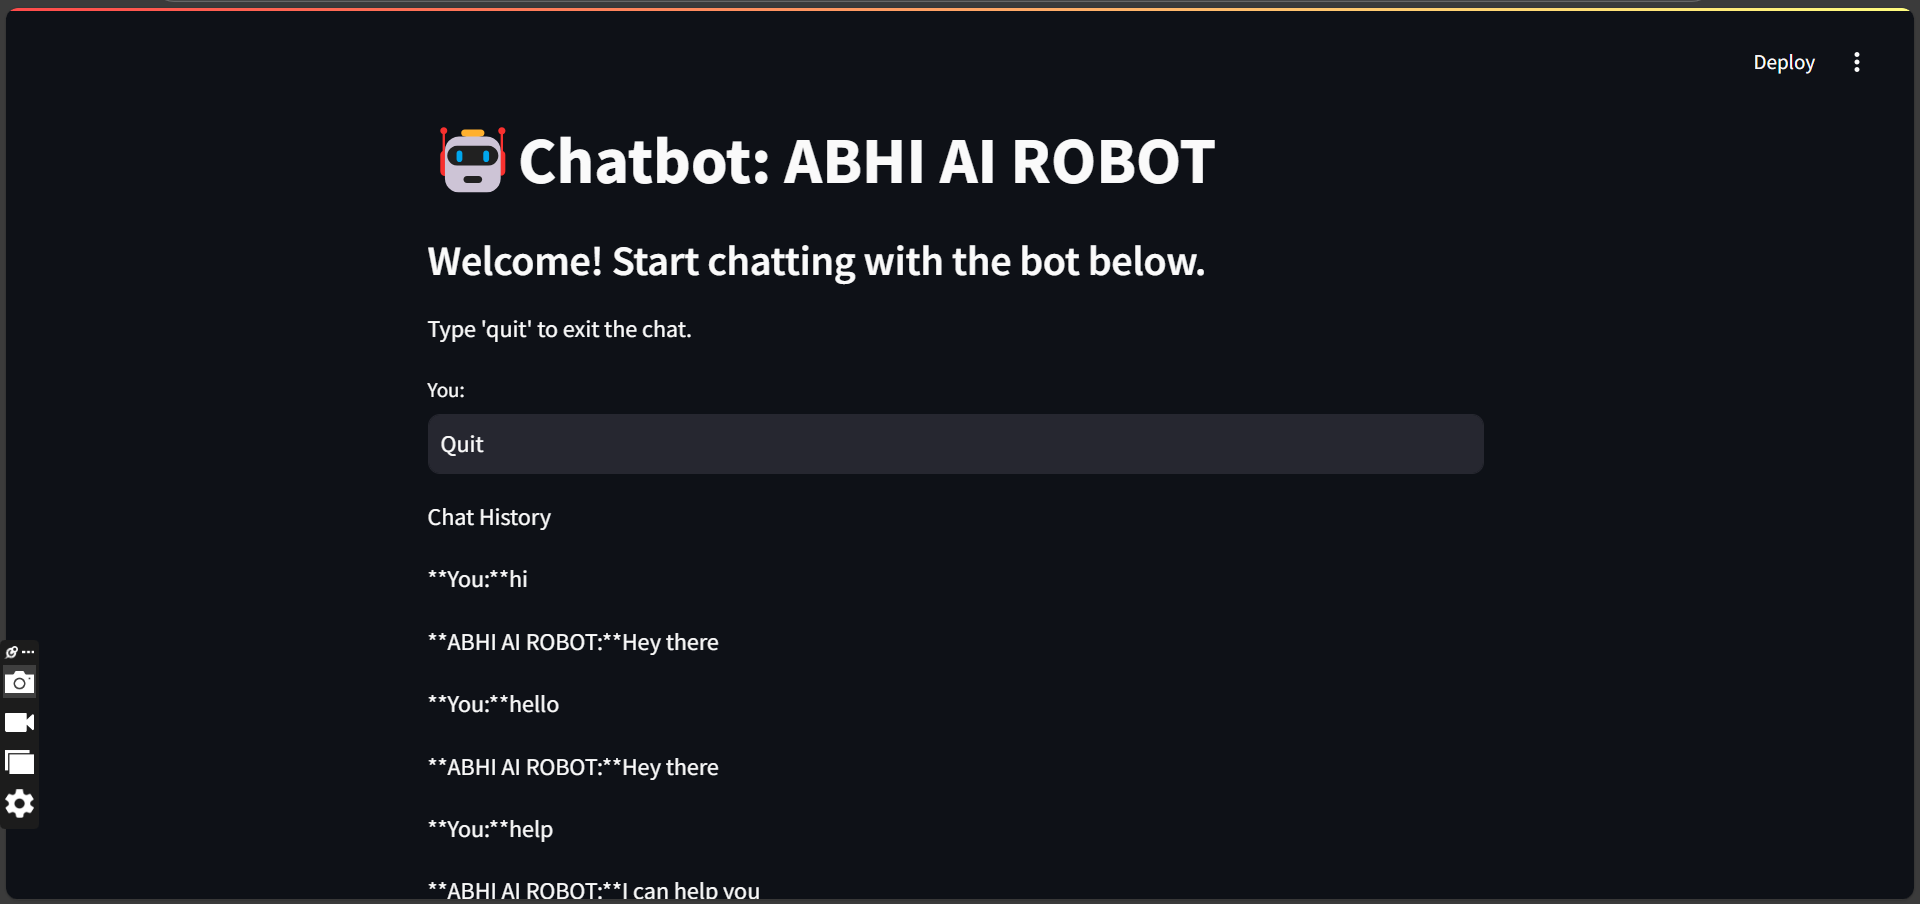 Deploy
Chatbot: ABHI AI ROBOT
Welcome! Start chatting with the bot below.
Type 'quit' to exit the chat.
You:
Quit
Chat History
**You:**hi
**ABHI AI ROBOT:**Hey there
**You:**hello
**ABHI AI ROBOT:**Hey there
**You:**help
**ABHI AI ROBOT:**I can help you